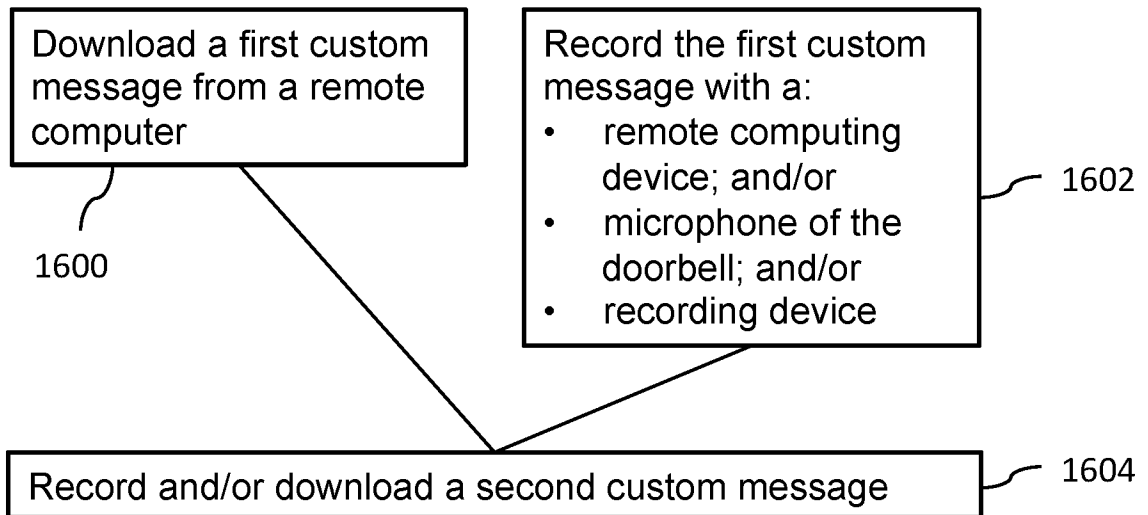 Download a first custom
message from a remote
computer
1600
Record the first custom
message with a:
• remote computing
device; and/or
• microphone of the
doorbell; and/or
• recording device
1602
Record and/or download a second custom message
1604